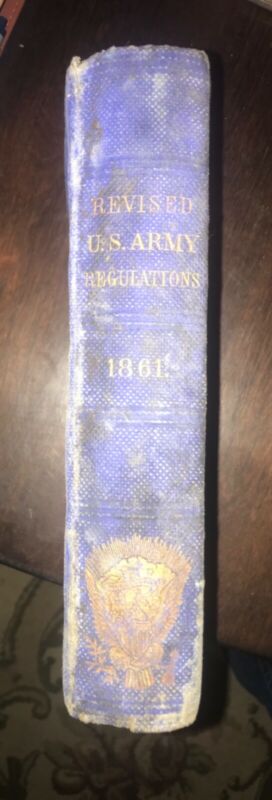 REVISED
U.S. ARMY
REGULATIONS
1861.